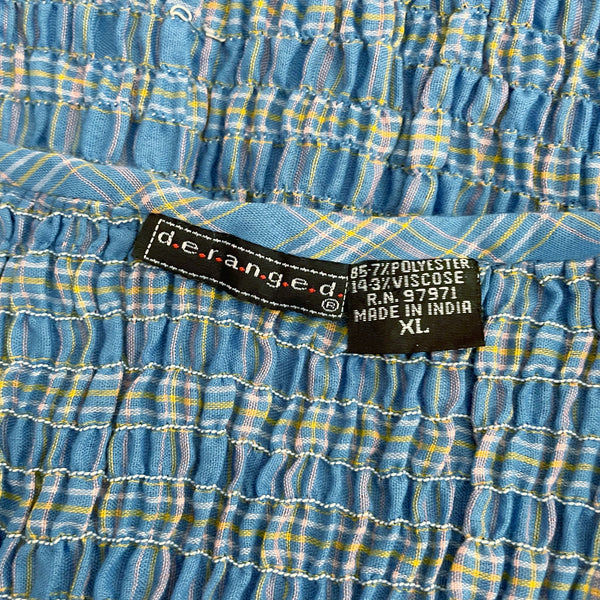 d.e.r.a.n.g.e.d.
®
85·7%POLYESTER
14·3%VISCOSE
R.N. 97971
MADE IN INDIA
XL